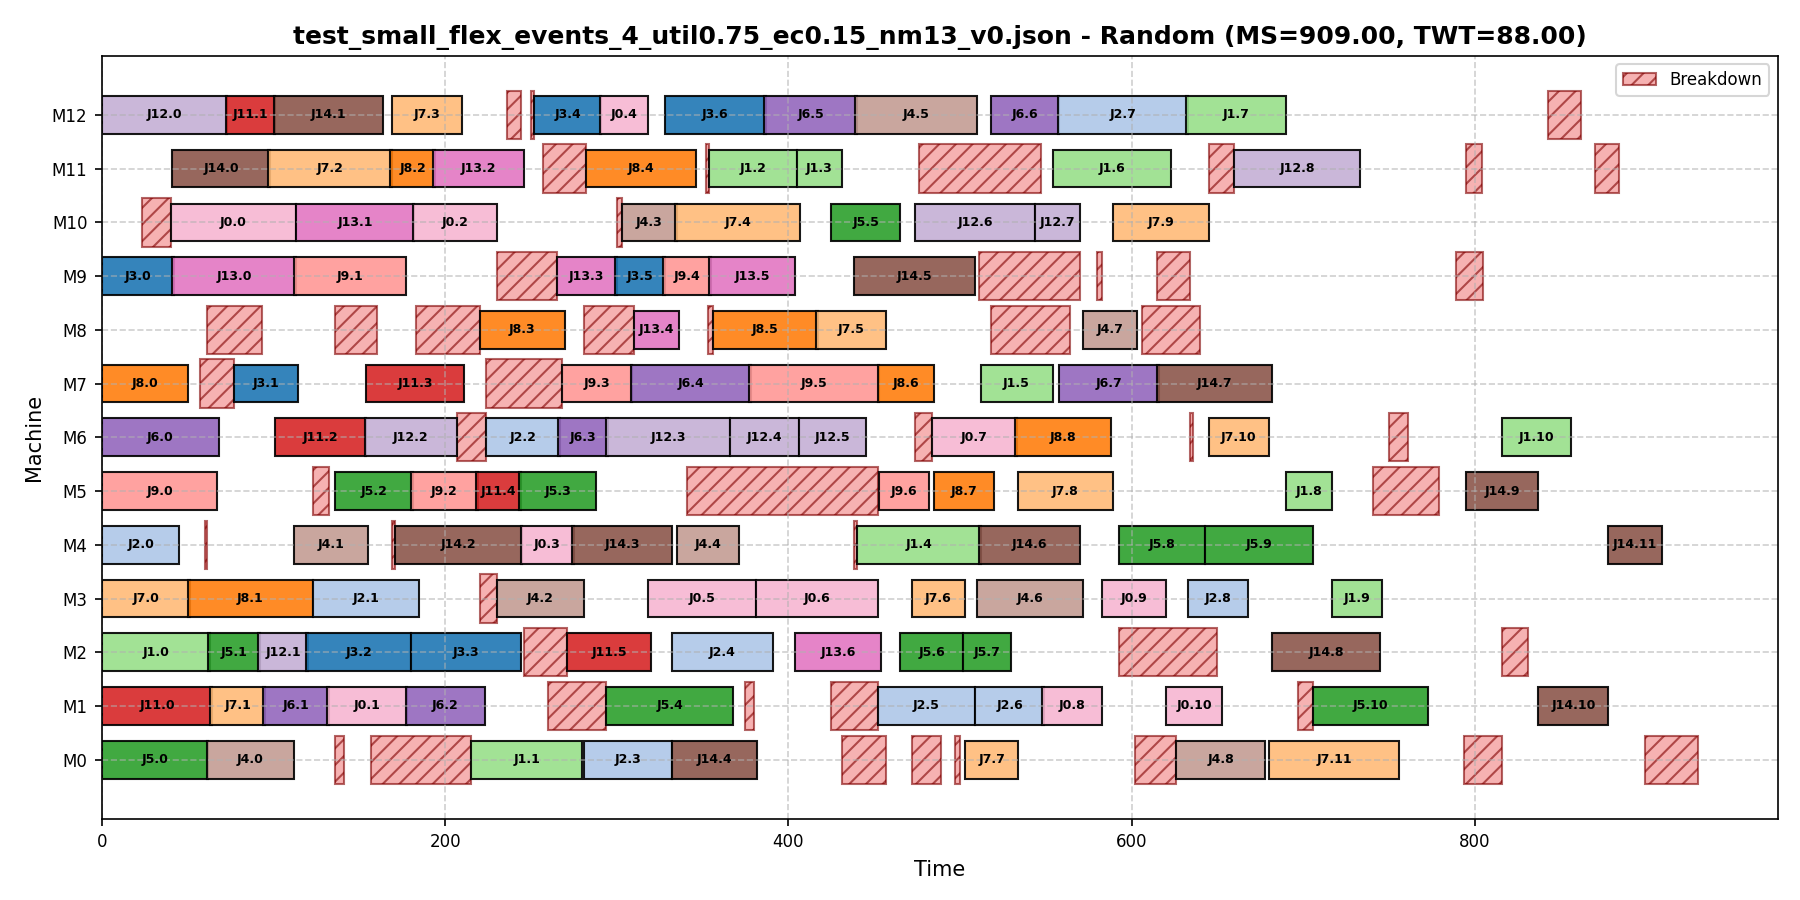 test_small_flex_events_4_util0.75_ec0.15_nm13_v0.json - Random (MS=909.00, TWT=88.00)
Breakdown
M12 J12.0 J11.1 J14.1 J7.3 J3.4 J0.4 J3.6 J6.5 J4.5 J6.6 J2.7 J1.7
M11 J14.0 J7.2 J8.2 J13.2 J8.4 J1.2 J1.3 J1.6 J12.8
M10 J0.0 J13.1 J0.2 J4.3 J7.4 J5.5 J12.6 J12.7 J7.9
M9 J3.0 J13.0 J9.1 J13.3 J3.5 J9.4 J13.5 J14.5
M8 J8.3 J13.4 J8.5 J7.5 J4.7
M7 J8.0 J3.1 J11.3 J9.3 J6.4 J9.5 J8.6 J1.5 J6.7 J14.7
M6 J6.0 J11.2 J12.2 J2.2 J6.3 J12.3 J12.4 J12.5 J0.7 J8.8 J7.10 J1.10
M5 J9.0 J5.2 J9.2 J11.4 J5.3 J9.6 J8.7 J7.8 J1.8 J14.9
M4 J2.0 J4.1 J14.2 J0.3 J14.3 J4.4 J1.4 J14.6 J5.8 J5.9 J14.11
M3 J7.0 J8.1 J2.1 J4.2 J0.5 J0.6 J7.6 J4.6 J0.9 J2.8 J1.9
M2 J1.0 J5.1 J12.1 J3.2 J3.3 J11.5 J2.4 J13.6 J5.6 J5.7 J14.8
M1 J11.0 J7.1 J6.1 J0.1 J6.2 J5.4 J2.5 J2.6 J0.8 J0.10 J5.10 J14.10
M0 J5.0 J4.0 J1.1 J2.3 J14.4 J7.7 J4.8 J7.11
0 200 400 600 800
Time
Machine